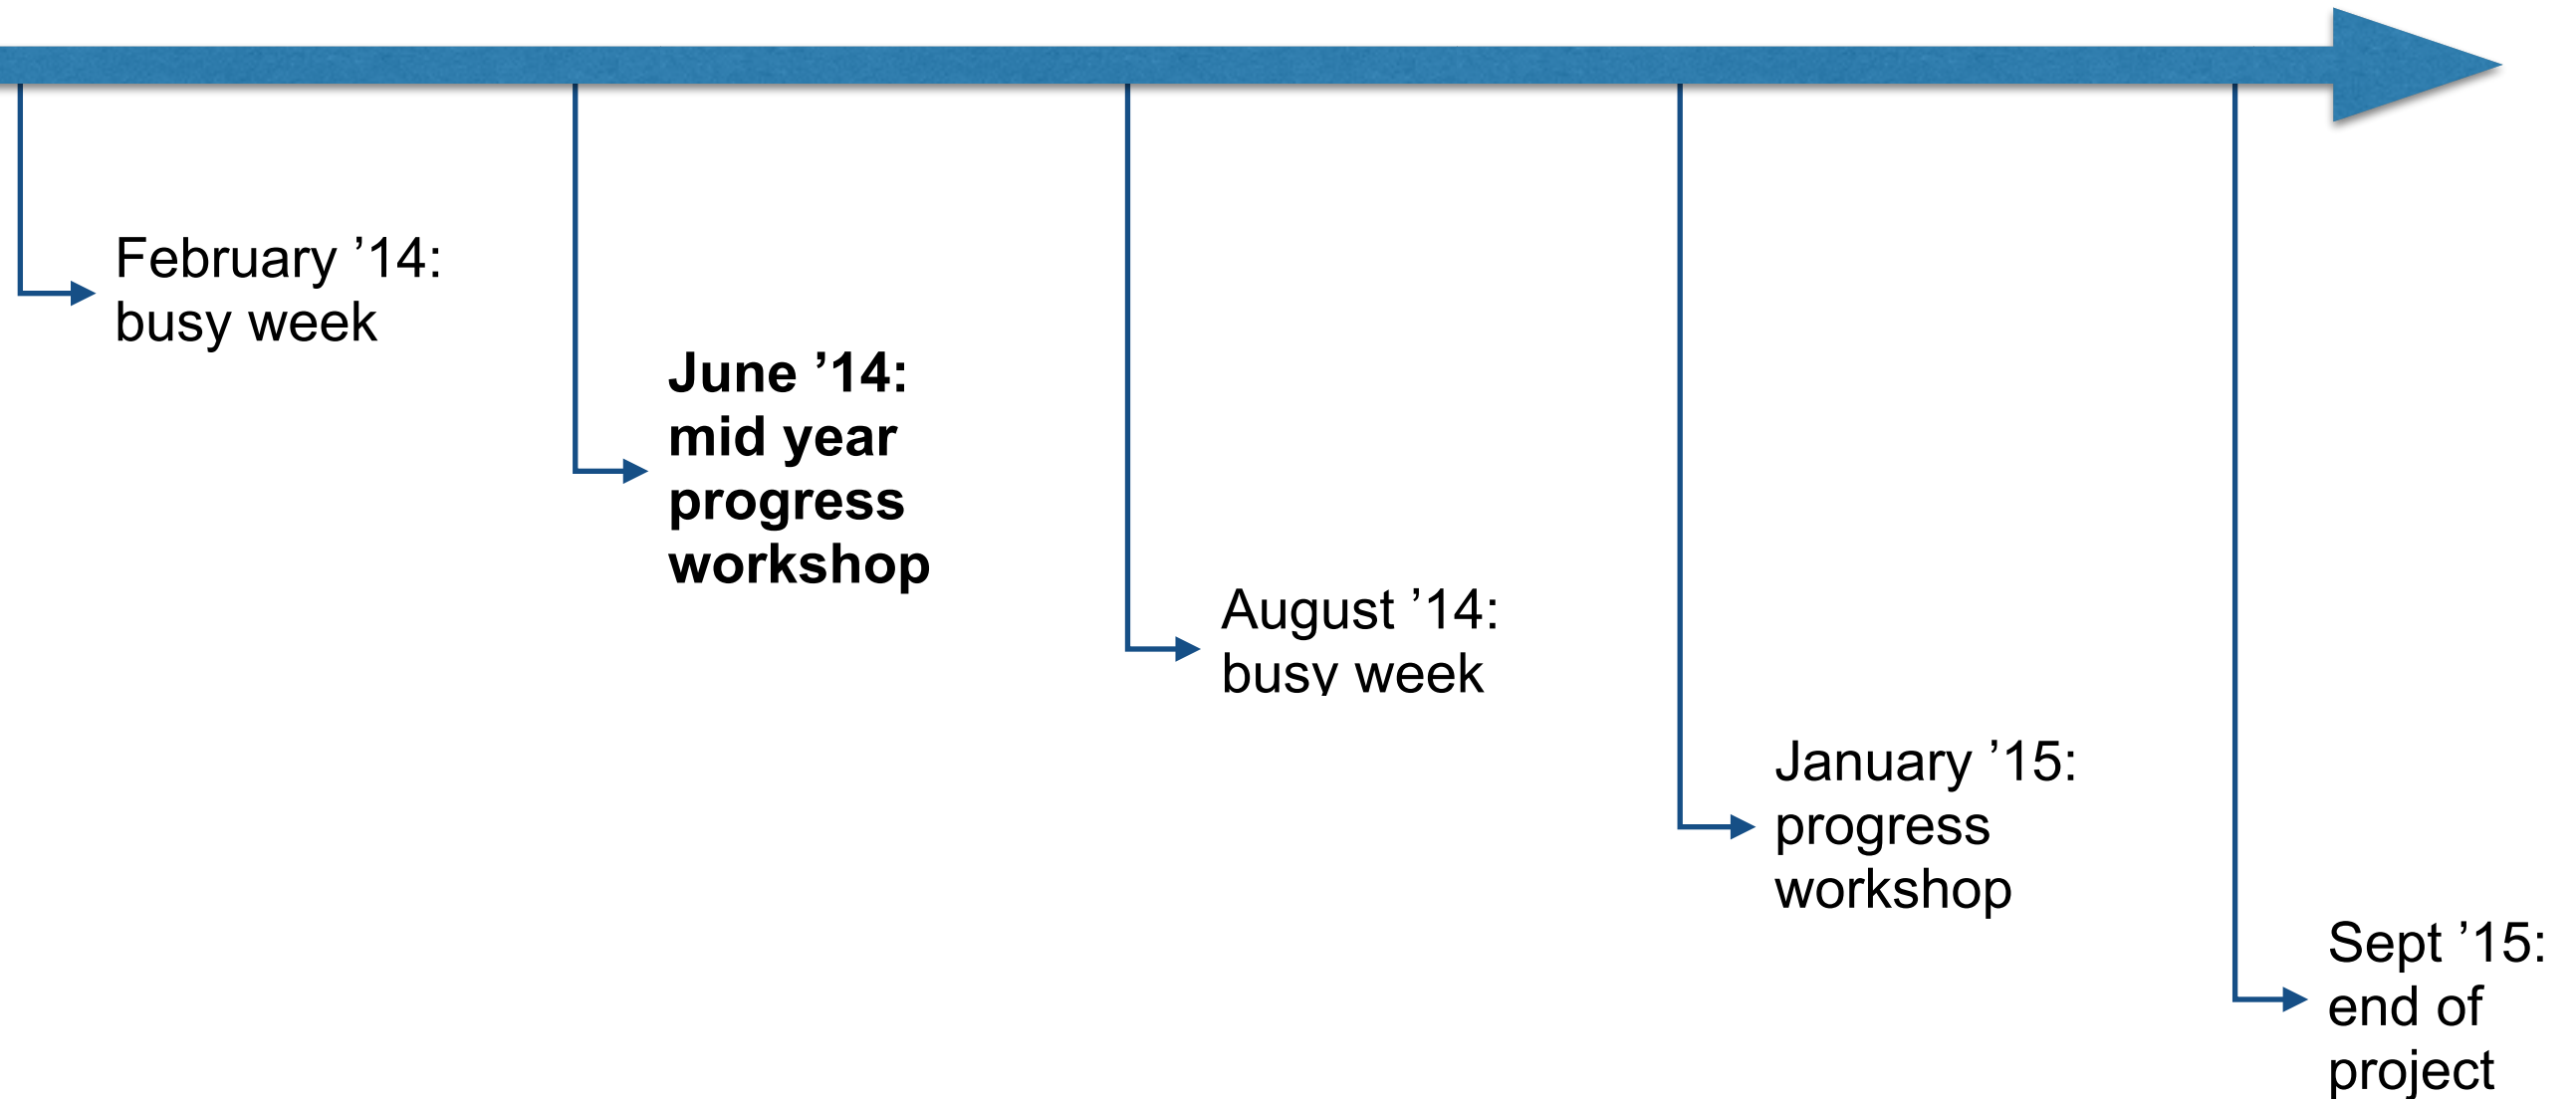 February ’14:
busy week
June ’14:
mid year
progress
workshop
August ’14:
busy week
January ’15:
progress
workshop
Sept ’15:
end of
project